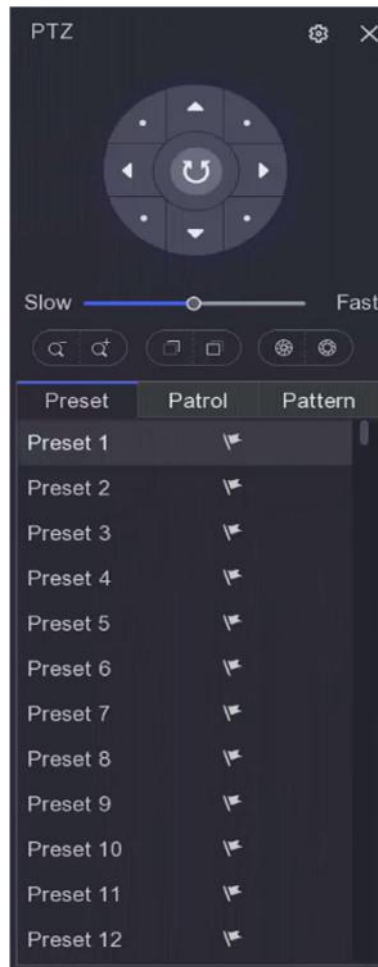 PTZ
Slow Fast
Preset Patrol Pattern
Preset 1
Preset 2
Preset 3
Preset 4
Preset 5
Preset 6
Preset 7
Preset 8
Preset 9
Preset 10
Preset 11
Preset 12